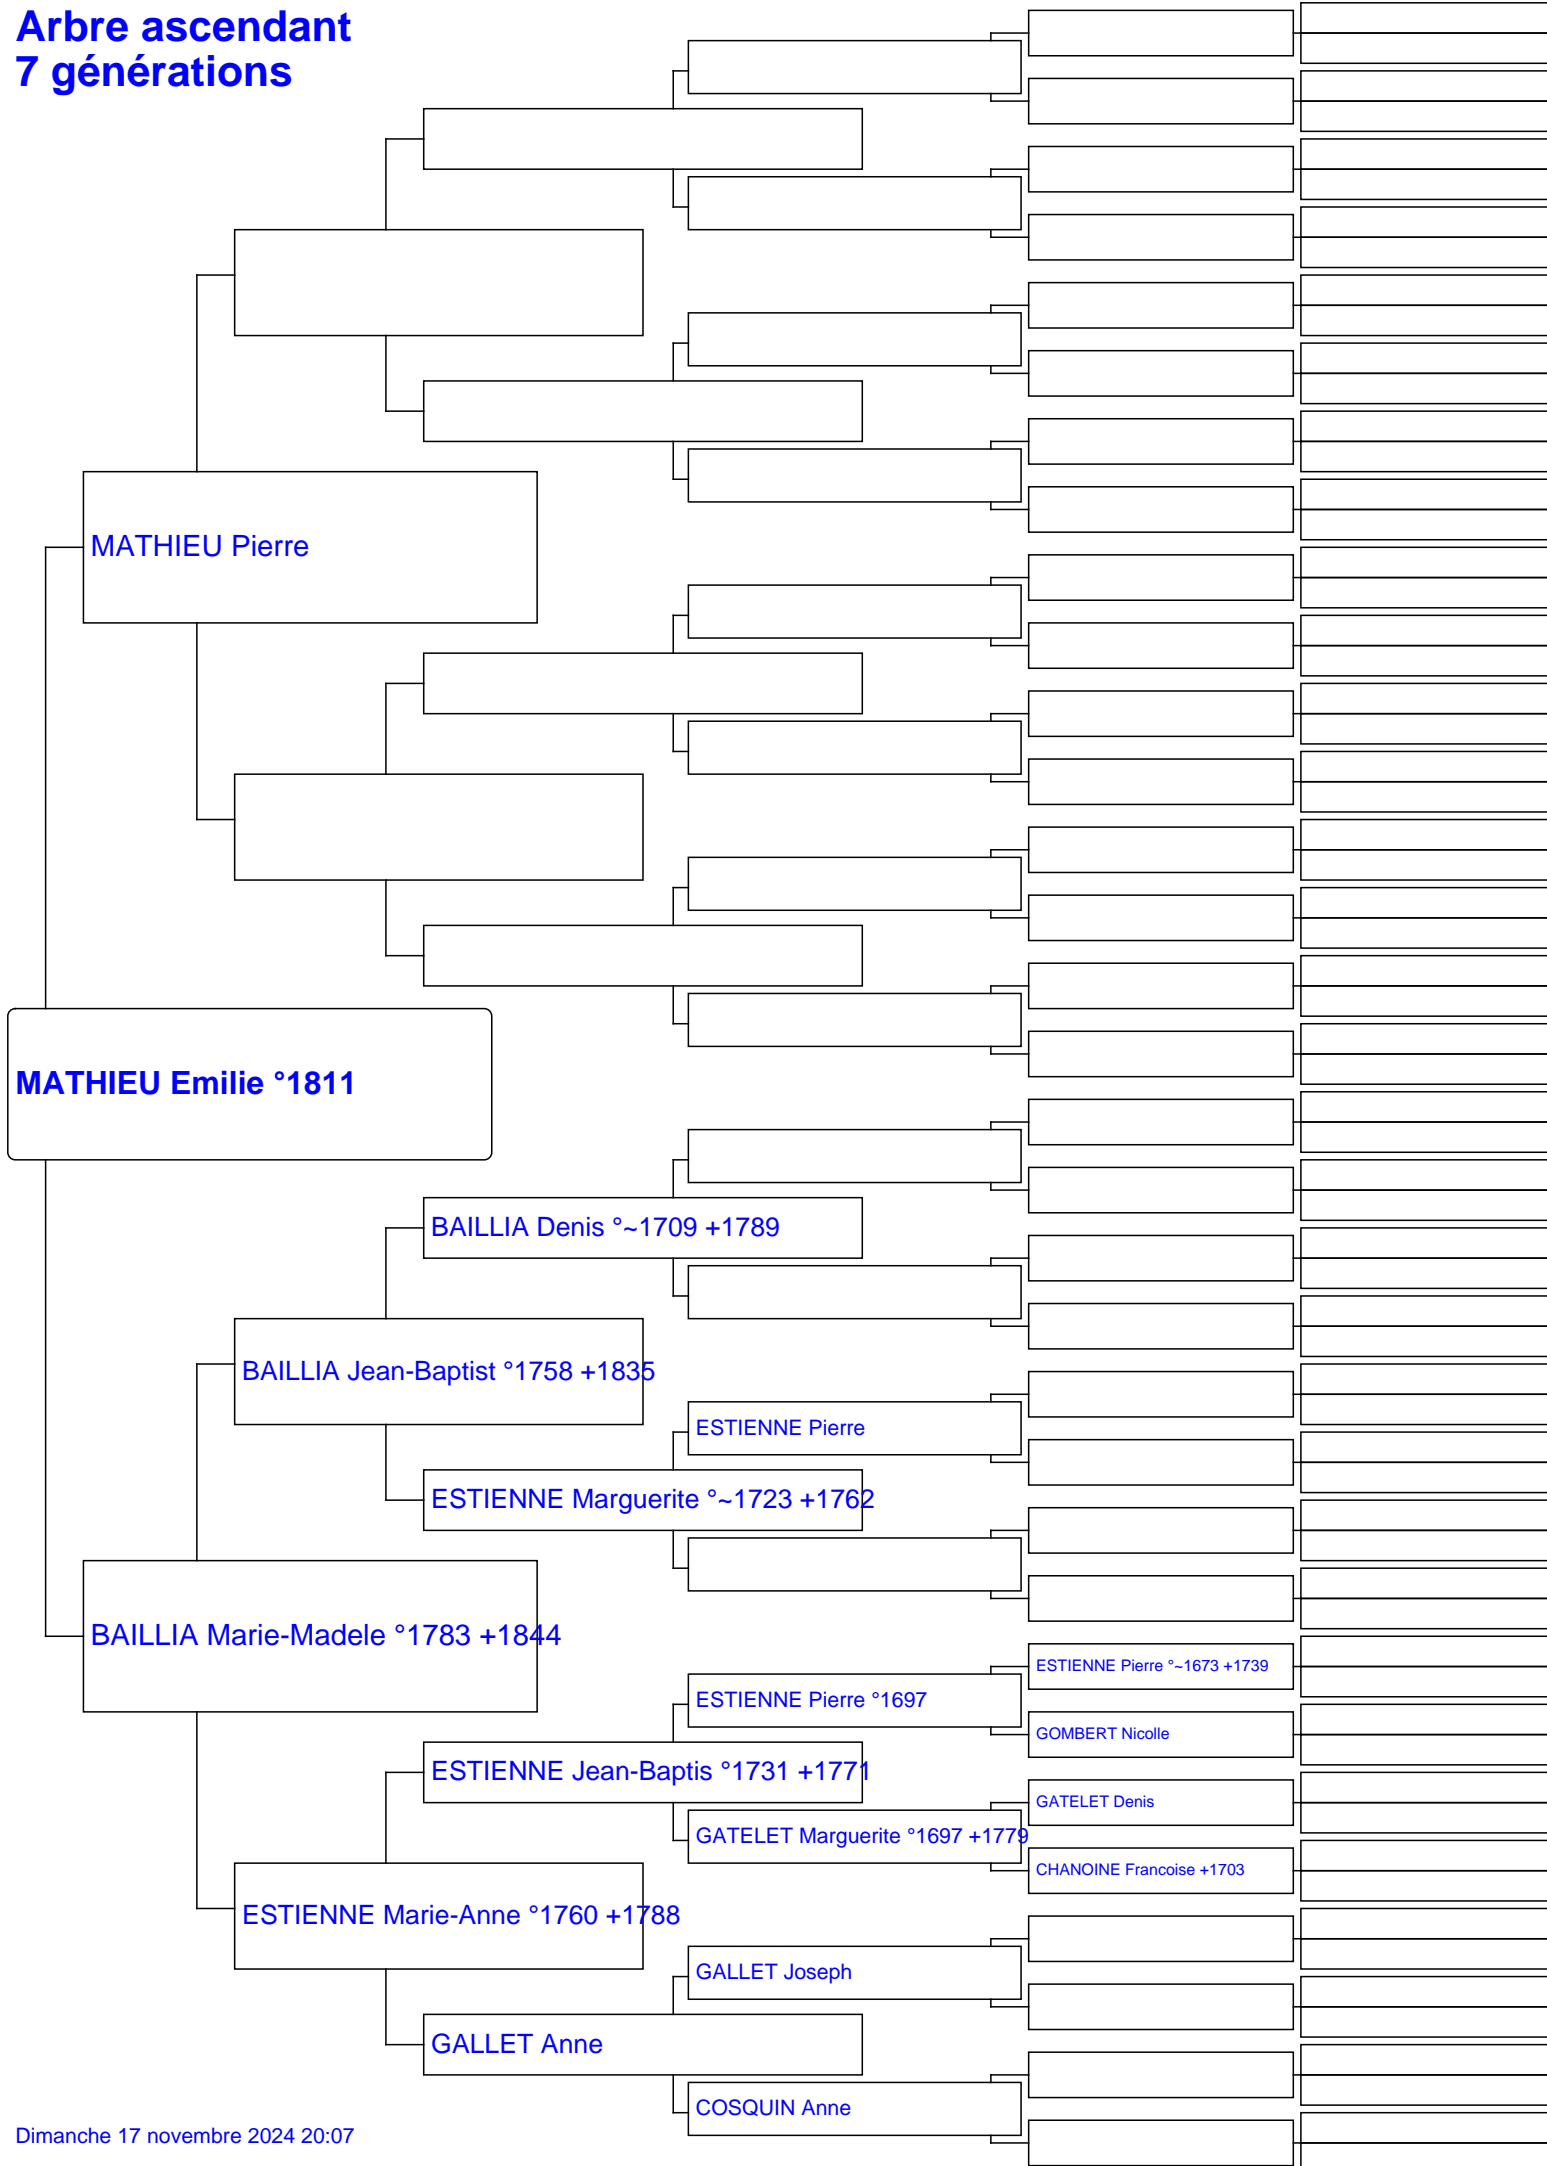 Arbre ascendant
7 générations
MATHIEU Pierre
MATHIEU Emilie °1811
BAILLIA Denis °~1709 +1789
BAILLIA Jean-Baptist °1758 +1835
ESTIENNE Pierre
ESTIENNE Marguerite °~1723 +1762
BAILLIA Marie-Madele °1783 +1844
ESTIENNE Pierre °~1673 +1739
ESTIENNE Pierre °1697
GOMBERT Nicolle
ESTIENNE Jean-Baptis °1731 +1771
GATELET Denis
GATELET Marguerite °1697 +1779
CHANOINE Francoise +1703
ESTIENNE Marie-Anne °1760 +1788
GALLET Joseph
GALLET Anne
COSQUIN Anne
Dimanche 17 novembre 2024 20:07